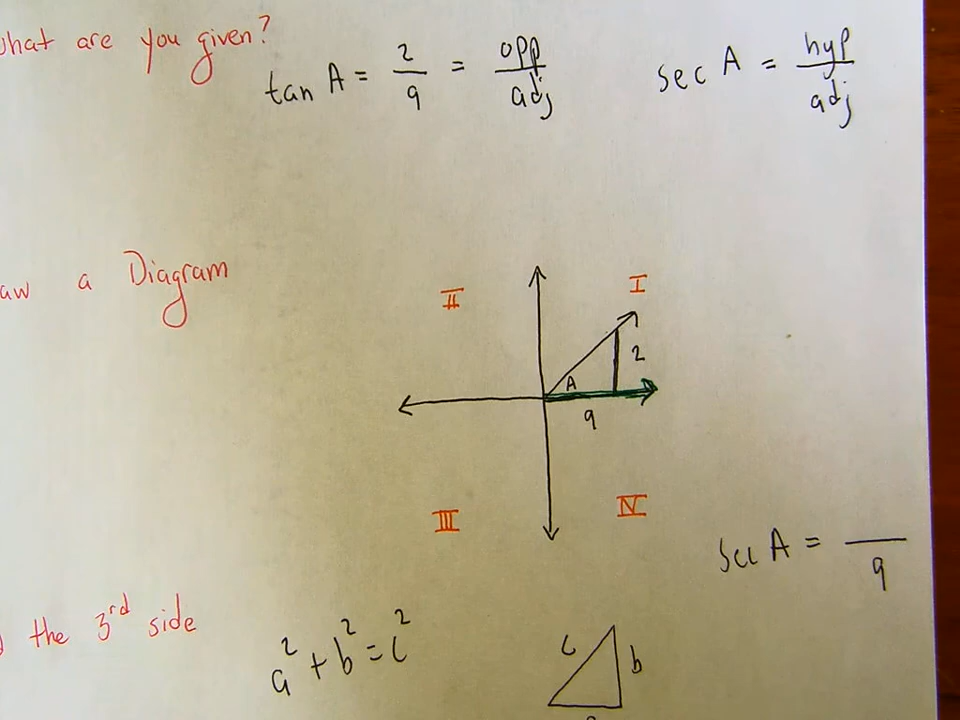 what are you given?
tan A = 2/9 = opp/adj
sec A = hyp/adj
aw a Diagram
II
I
A
2
9
III
IV
sec A = —/9
the 3rd side
a² + b² = c²
c
b